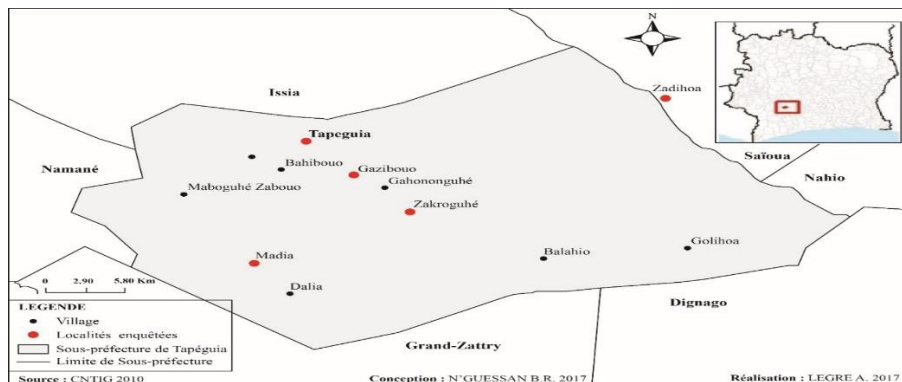 N
Issia
Zadihoa
Tapeguia
Saïoua
Namané
Bahibouo
Gazibouo
Nahio
Maboguhé Zabouo
Gahononguhé
Zakroguhé
Golihoa
Madia
Balahio
0 2.90 5.80 Km
Dalia
Dignago
LEGENDE
Village
Localités enquêtées
Sous-préfecture de Tapéguia
Limite de Sous-préfecture
Grand-Zattry
Source : CNTIG 2010
Conception : N'GUESSAN B.R. 2017
Réalisation : LEGRE A. 2017